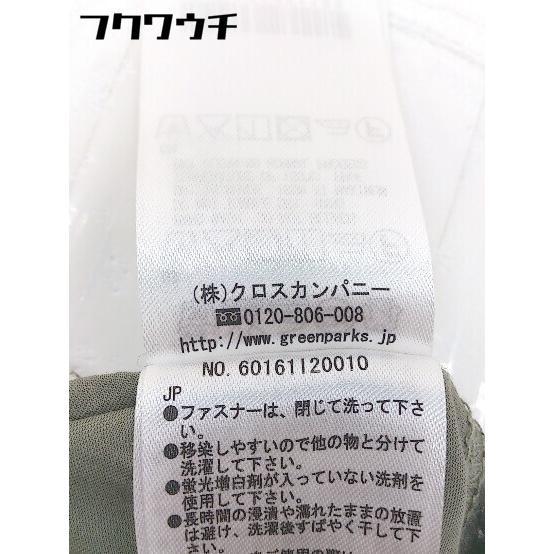 フクワウチ
(株)クロスカンパニー
0120-806-008
http://www.greenparks.jp/
NO.60161I20010
JP
●ファスナーは、閉じて洗って下さ
い。
●移染しやすいので他の物と分けて
洗濯して下さい。
●蛍光増白剤が入っていない洗剤を
使用して下さい。
●長時間の浸漬や濡れたままの放置
は避け、洗濯後すばやく干して下
さい。